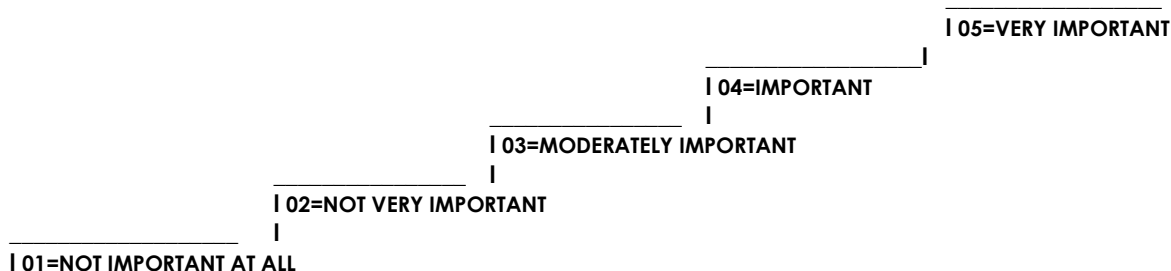 05=VERY IMPORTANT
04=IMPORTANT
03=MODERATELY IMPORTANT
02=NOT VERY IMPORTANT
01=NOT IMPORTANT AT ALL